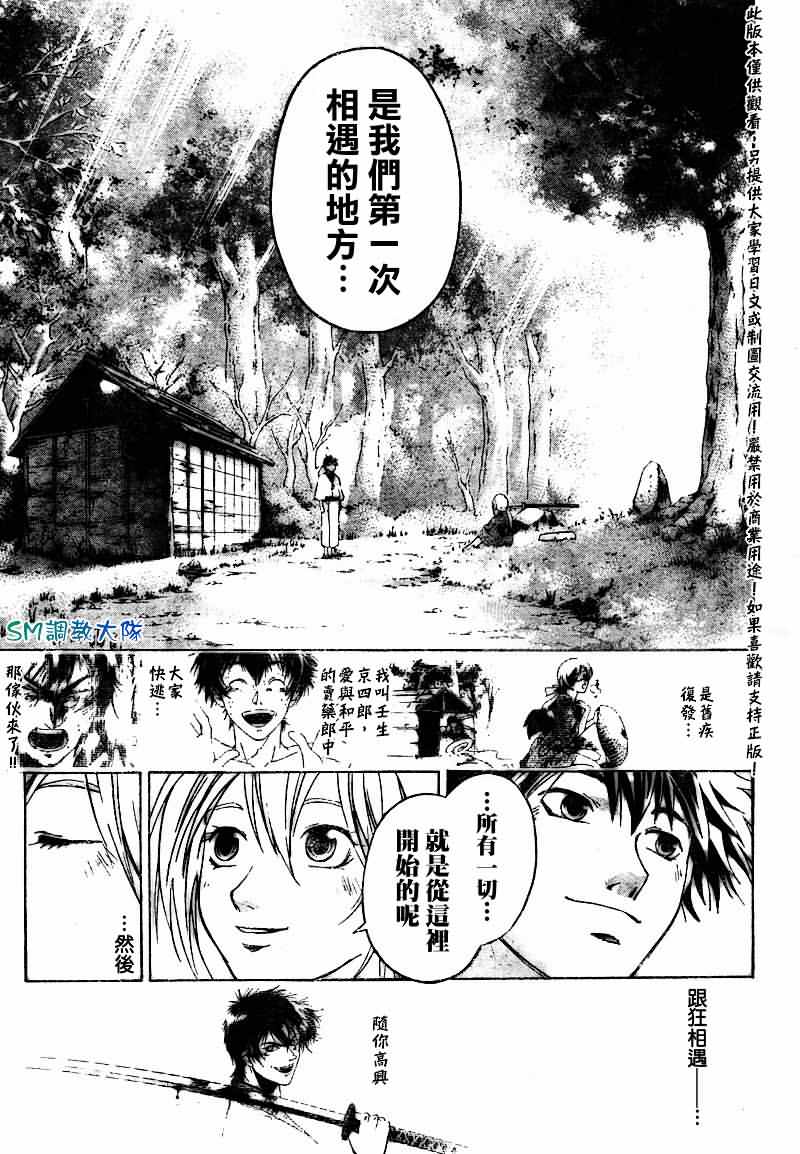 是我們第一次
相遇的地方…
此版本僅供觀看!只提供大家學習日文或制圖交流用!嚴禁用於商業用途!如果喜歡請支持正版!
SM調教大隊
是舊疾
復發…
我叫壬生
京四郎，
愛與和平
的賣藥郎中
大家
快逃…
那傢伙來了!!
…所有一切…
就是從這裡
開始的呢
…然後
跟狂相遇——…
隨你高興